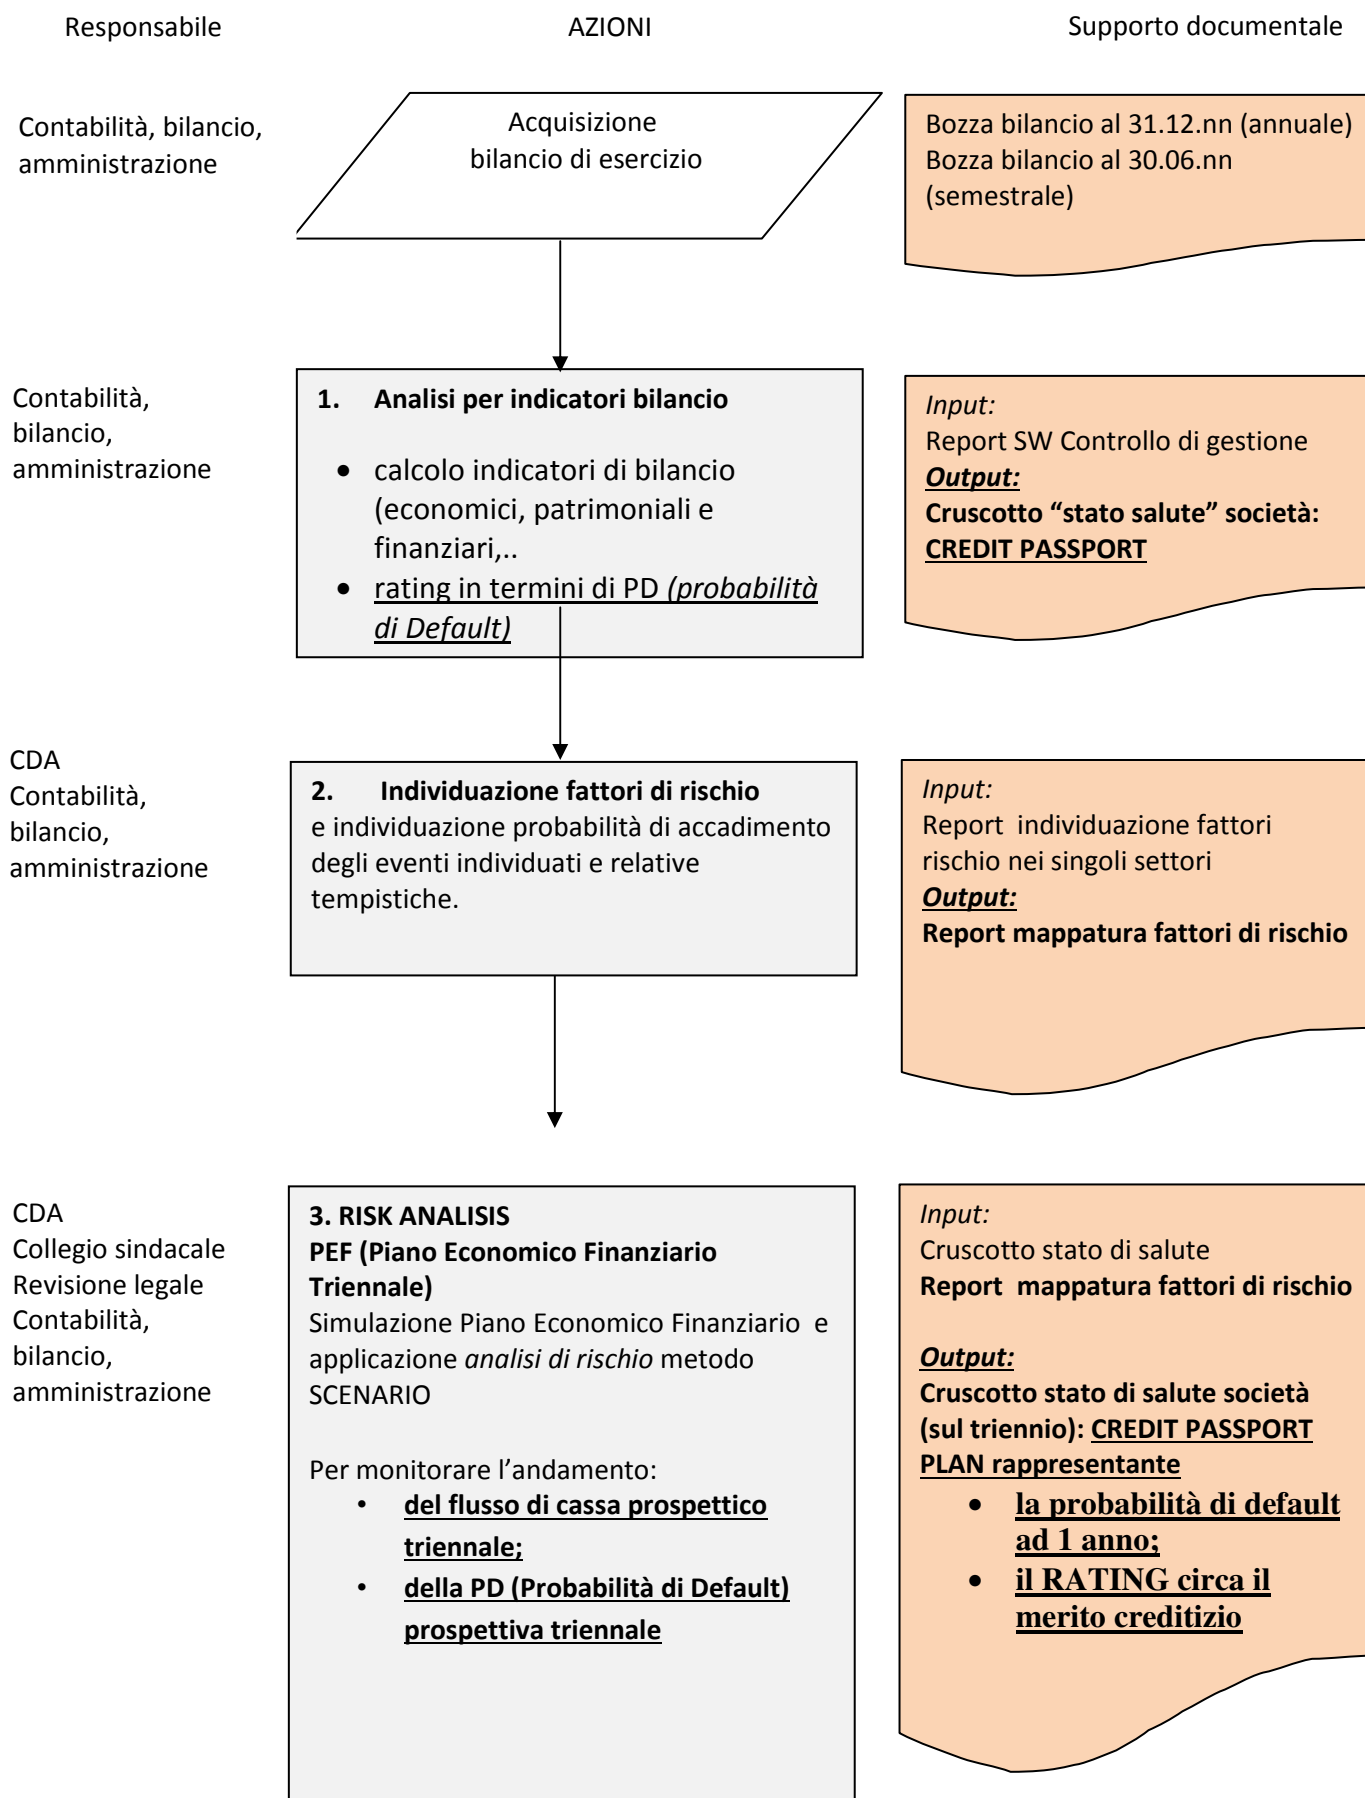 Responsabile
AZIONI
Supporto documentale
Contabilità, bilancio,
amministrazione
Acquisizione
bilancio di esercizio
Bozza bilancio al 31.12.nn (annuale)
Bozza bilancio al 30.06.nn
(semestrale)
Contabilità,
bilancio,
amministrazione
1. Analisi per indicatori bilancio
• calcolo indicatori di bilancio
(economici, patrimoniali e
finanziari,..
• rating in termini di PD (probabilità
di Default)
Input:
Report SW Controllo di gestione
Output:
Cruscotto “stato salute” società:
CREDIT PASSPORT
CDA
Contabilità,
bilancio,
amministrazione
2. Individuazione fattori di rischio
e individuazione probabilità di accadimento
degli eventi individuati e relative
tempistiche.
Input:
Report individuazione fattori
rischio nei singoli settori
Output:
Report mappatura fattori di rischio
CDA
Collegio sindacale
Revisione legale
Contabilità,
bilancio,
amministrazione
3. RISK ANALISIS
PEF (Piano Economico Finanziario
Triennale)
Simulazione Piano Economico Finanziario e
applicazione analisi di rischio metodo
SCENARIO
Per monitorare l’andamento:
• del flusso di cassa prospettico
triennale;
• della PD (Probabilità di Default)
prospettiva triennale
Input:
Cruscotto stato di salute
Report mappatura fattori di rischio
Output:
Cruscotto stato di salute società
(sul triennio): CREDIT PASSPORT
PLAN rappresentante
• la probabilità di default
ad 1 anno;
• il RATING circa il
merito creditizio